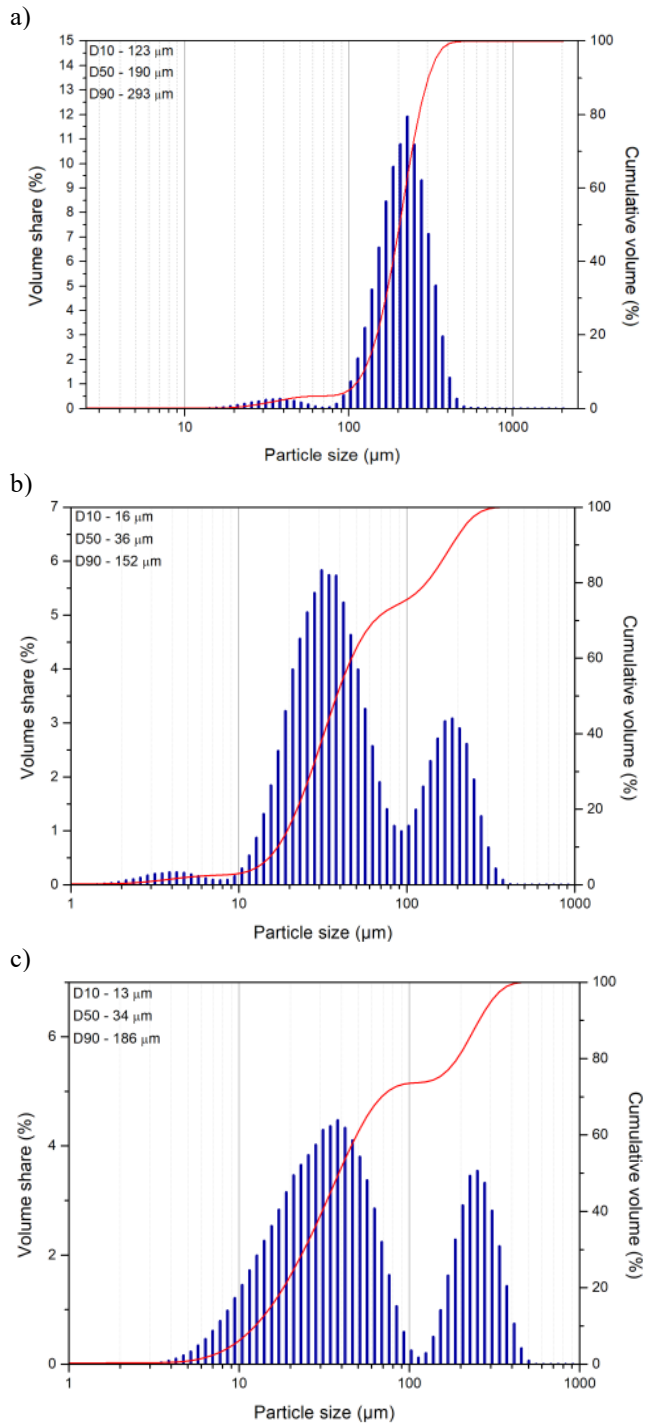 a)
D10 - 123 μm
D50 - 190 μm
D90 - 293 μm
15
14
13
12
11
10
9
8
7
6
5
4
3
2
1
0
Volume share (%)
100
80
60
40
20
0
Cumulative volume (%)
10
100
1000
Particle size (μm)
b)
D10 - 16 μm
D50 - 36 μm
D90 - 152 μm
7
6
5
4
3
2
1
0
Volume share (%)
100
80
60
40
20
0
Cumulative volume (%)
1
10
100
1000
Particle size (μm)
c)
D10 - 13 μm
D50 - 34 μm
D90 - 186 μm
6
4
2
0
Volume share (%)
100
80
60
40
20
0
Cumulative volume (%)
1
10
100
1000
Particle size (μm)